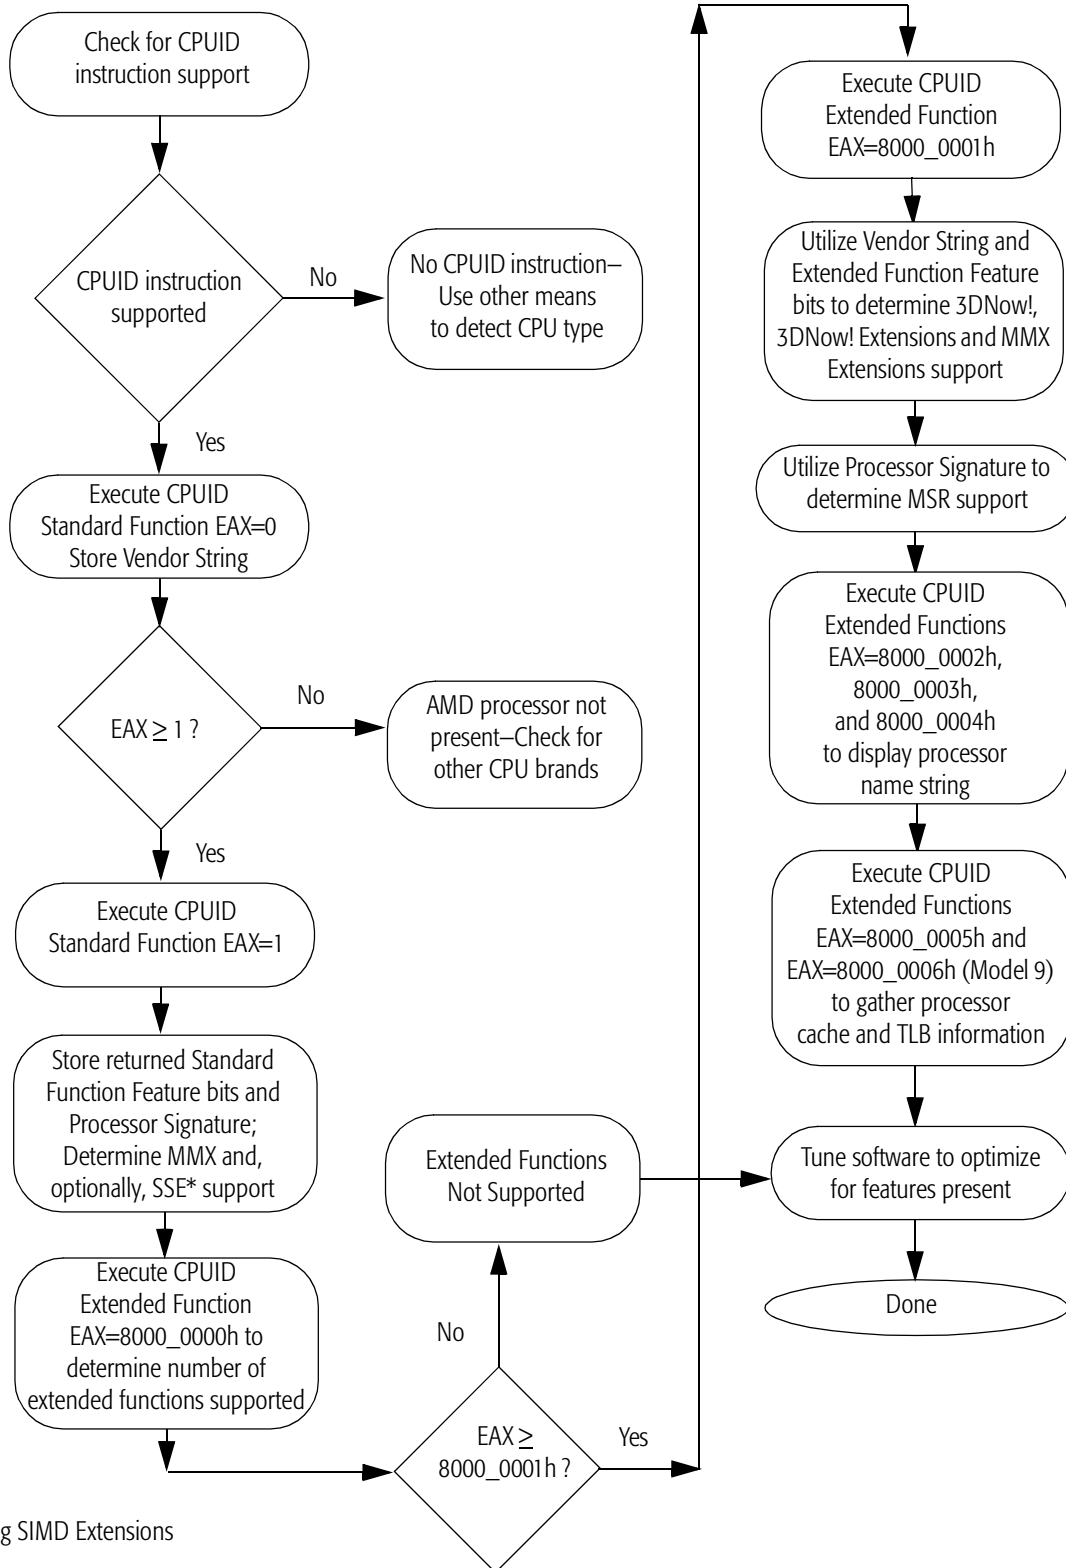 Check for CPUID
instruction support
CPUID instruction
supported
No
No CPUID instruction–
Use other means
to detect CPU type
Yes
Execute CPUID
Standard Function EAX=0
Store Vendor String
EAX ≥ 1 ?
No
AMD processor not
present–Check for
other CPU brands
Yes
Execute CPUID
Standard Function EAX=1
Store returned Standard
Function Feature bits and
Processor Signature;
Determine MMX and,
optionally, SSE* support
Execute CPUID
Extended Function
EAX=8000_0000h to
determine number of
extended functions supported
EAX ≥
8000_0001h ?
No
Extended Functions
Not Supported
Yes
Execute CPUID
Extended Function
EAX=8000_0001h
Utilize Vendor String and
Extended Function Feature
bits to determine 3DNow!,
3DNow! Extensions and MMX
Extensions support
Utilize Processor Signature to
determine MSR support
Execute CPUID
Extended Functions
EAX=8000_0002h,
8000_0003h,
and 8000_0004h
to display processor
name string
Execute CPUID
Extended Functions
EAX=8000_0005h and
EAX=8000_0006h (Model 9)
to gather processor
cache and TLB information
Tune software to optimize
for features present
Done
g SIMD Extensions